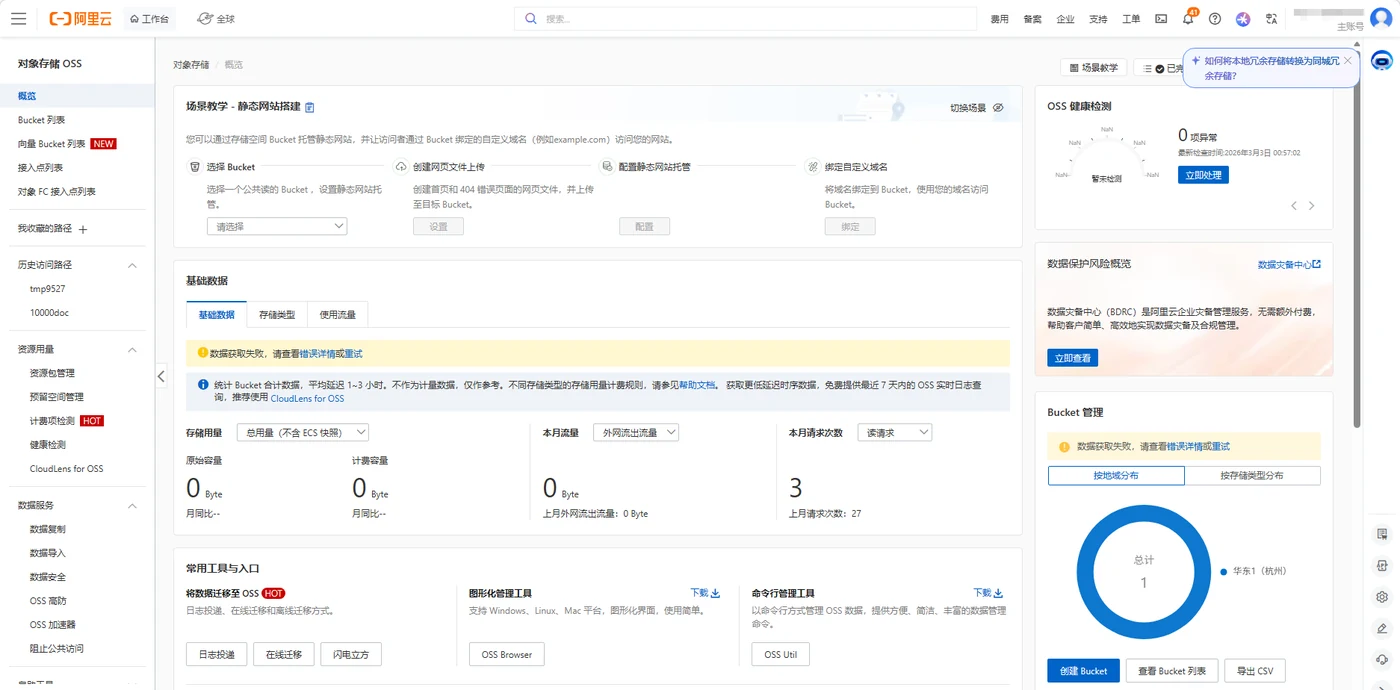 阿里云
工作台
全球
搜索...
费用
备案
企业
支持
工单
41
主账号
对象存储 OSS
概览
Bucket 列表
向量 Bucket 列表 NEW
接入点列表
对象 FC 接入点列表
我收藏的路径
历史访问路径
tmp9527
10000doc
资源用量
资源包管理
预留空间管理
计费项检测 HOT
健康检测
CloudLens for OSS
数据服务
数据复制
数据导入
数据安全
OSS 高防
OSS 加速器
阻止公共访问
对象存储 / 概览
场景教学
已完
如何将本地冗余存储转换为同城冗
余存储?
场景教学 - 静态网站搭建
切换场景
您可以通过存储空间 Bucket 托管静态网站，并让访问者通过 Bucket 绑定的自定义域名（例如example.com）访问您的网站。
选择 Bucket
选择一个公共读的 Bucket ，设置静态网站托
管。
请选择
创建网页文件上传
创建首页和 404 错误页面的网页文件，并上传
至目标 Bucket。
设置
配置静态网站托管
配置
绑定自定义域名
将域名绑定到 Bucket，使用您的域名访问
Bucket。
绑定
基础数据
基础数据
存储类型
使用流量
数据获取失败，请查看错误详情或重试
统计 Bucket 合计数据，平均延迟 1~3 小时。不作为计量数据，仅作参考。不同存储类型的存储用量计费规则，请参见帮助文档。 获取更低延迟时序数据，免费提供最近 7 天内的 OSS 实时日志查
询，推荐使用 CloudLens for OSS
存储用量
总用量（不含 ECS 快照）
原始容量
0 Byte
月同比--
计费容量
0 Byte
月同比--
本月流量
外网流出流量
0 Byte
上月外网流出流量：0 Byte
本月请求次数
读请求
3
上月请求次数：27
常用工具与入口
将数据迁移至 OSS HOT
日志投递、在线迁移和离线迁移方式。
日志投递
在线迁移
闪电立方
图形化管理工具
下载
支持 Windows、Linux、Mac 平台，图形化界面，使用简单。
OSS Browser
命令行管理工具
下载
以命令行方式管理 OSS 数据，提供方便、简洁、丰富的数据管理
命令。
OSS Util
OSS 健康检测
NaN
NaN
NaN
NaN
NaN
暂未检测
0 项异常
最新检查时间:2026年3月3日 00:57:02
立即处理
数据保护风险概览
数据灾备中心
数据灾备中心（BDRC）是阿里云企业灾备管理服务，无需额外付费，
帮助客户简单、高效地实现数据灾备及合规管理。
立即查看
Bucket 管理
数据获取失败，请查看错误详情或重试
按地域分布
按存储类型分布
总计
1
华东1（杭州）
创建 Bucket
查看 Bucket 列表
导出 CSV